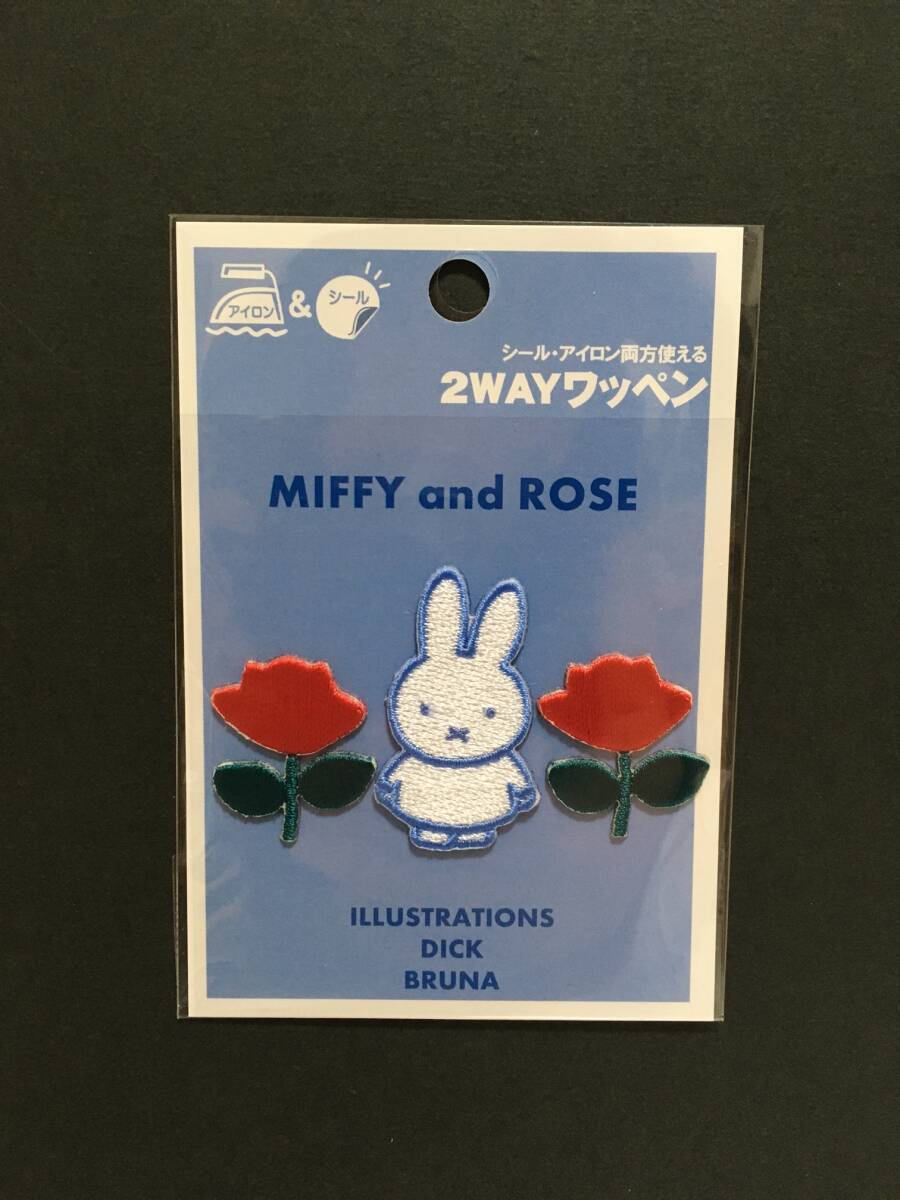 アイロン & シール
シール・アイロン両方使える
2WAYワッペン
MIFFY and ROSE
ILLUSTRATIONS
DICK
BRUNA